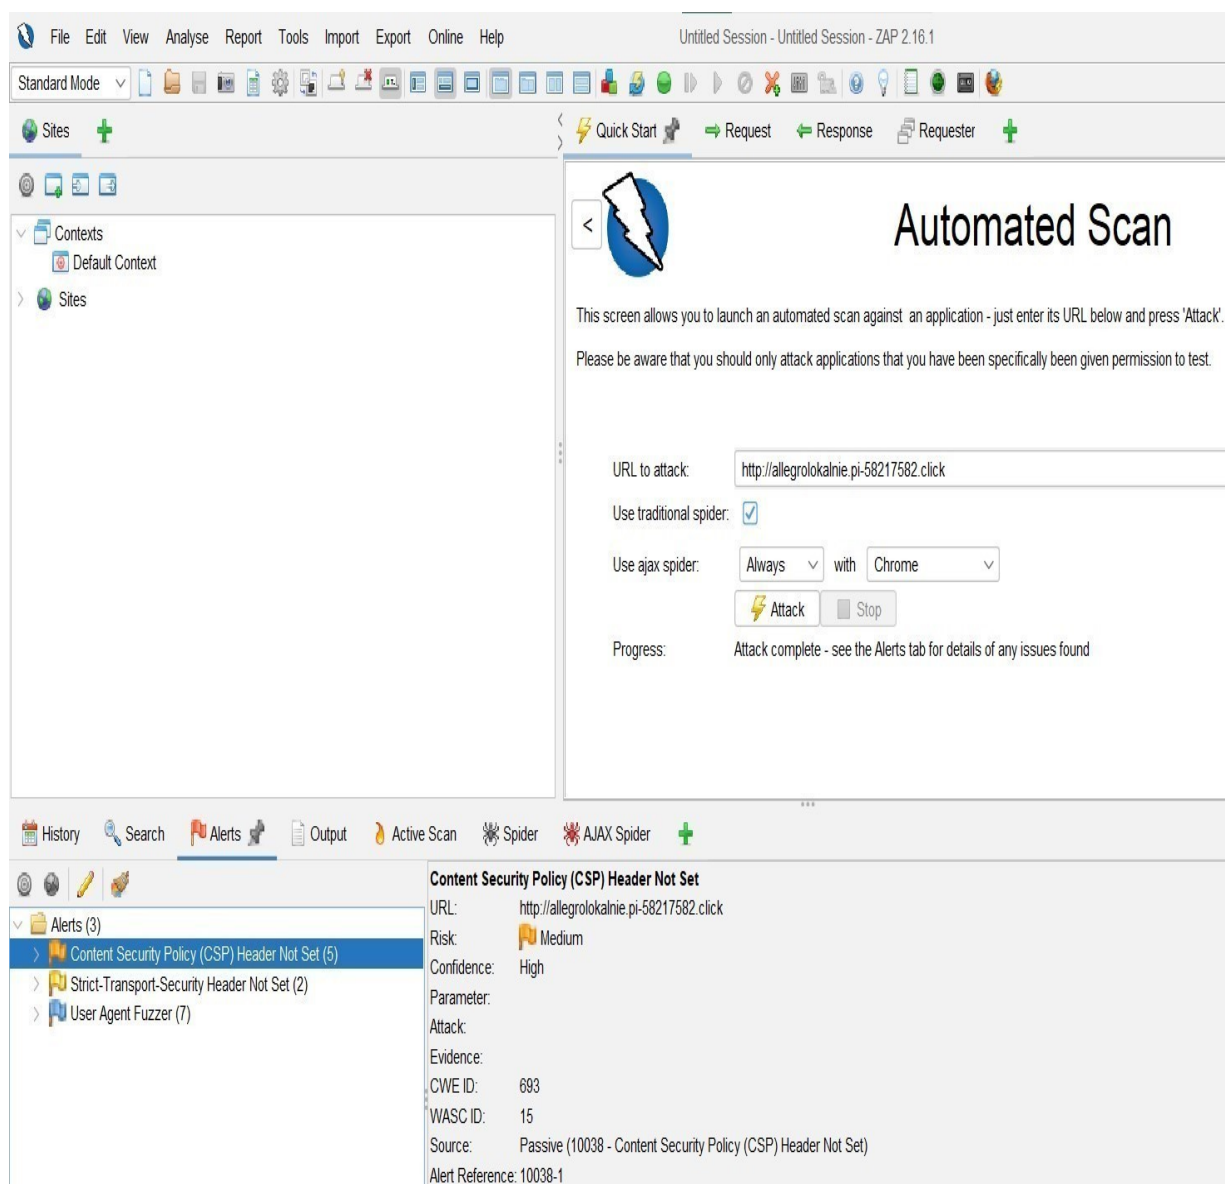 File Edit View Analyse Report Tools Import Export Online Help
Untitled Session - Untitled Session - ZAP 2.16.1
Standard Mode
Sites
Quick Start Request Response Requester
Contexts
Default Context
Sites
<
Automated Scan
This screen allows you to launch an automated scan against an application - just enter its URL below and press 'Attack'.
Please be aware that you should only attack applications that you have been specifically been given permission to test.
URL to attack: http://allegrolokalnie.pi-58217582.click
Use traditional spider:
Use ajax spider: Always with Chrome
Attack Stop
Progress: Attack complete - see the Alerts tab for details of any issues found
History Search Alerts Output Active Scan Spider AJAX Spider
Alerts (3)
Content Security Policy (CSP) Header Not Set (5)
Strict-Transport-Security Header Not Set (2)
User Agent Fuzzer (7)
Content Security Policy (CSP) Header Not Set
URL: http://allegrolokalnie.pi-58217582.click
Risk: Medium
Confidence: High
Parameter:
Attack:
Evidence:
CWE ID: 693
WASC ID: 15
Source: Passive (10038 - Content Security Policy (CSP) Header Not Set)
Alert Reference: 10038-1